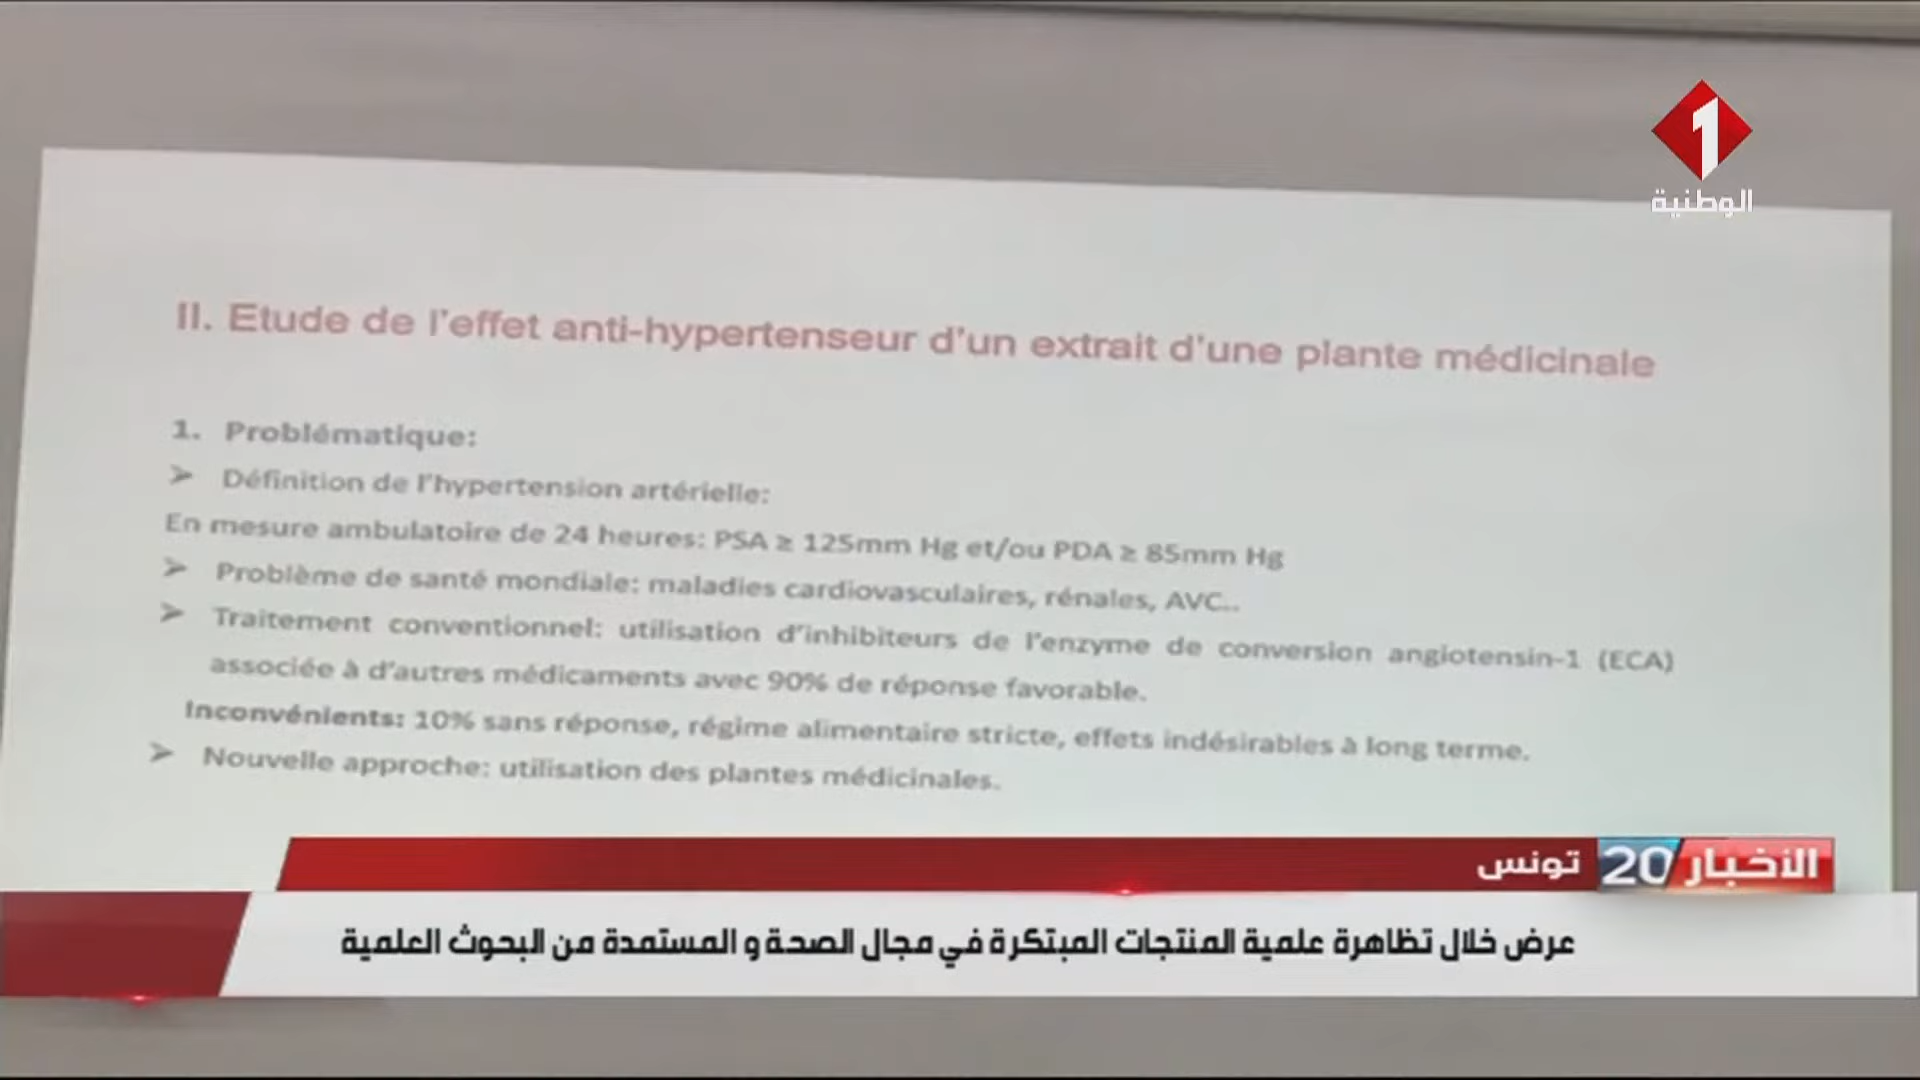 1
الوطنية
II. Etude de l'effet anti-hypertenseur d'un extrait d'une plante médicinale
1. Problématique:
➢ Définition de l'hypertension artérielle:
En mesure ambulatoire de 24 heures: PSA ≥ 125mm Hg et/ou PDA ≥ 85mm Hg
➢ Problème de santé mondiale: maladies cardiovasculaires, rénales, AVC..
➢ Traitement conventionnel: utilisation d'inhibiteurs de l'enzyme de conversion angiotensin-1 (ECA)
associée à d'autres médicaments avec 90% de réponse favorable.
Inconvénients: 10% sans réponse, régime alimentaire stricte, effets indésirables à long terme.
➢ Nouvelle approche: utilisation des plantes médicinales.
الأخبار 20 تونس
عرض خلال تظاهرة علمية المنتجات المبتكرة في مجال الصحة و المستمدة من البحوث العلمية